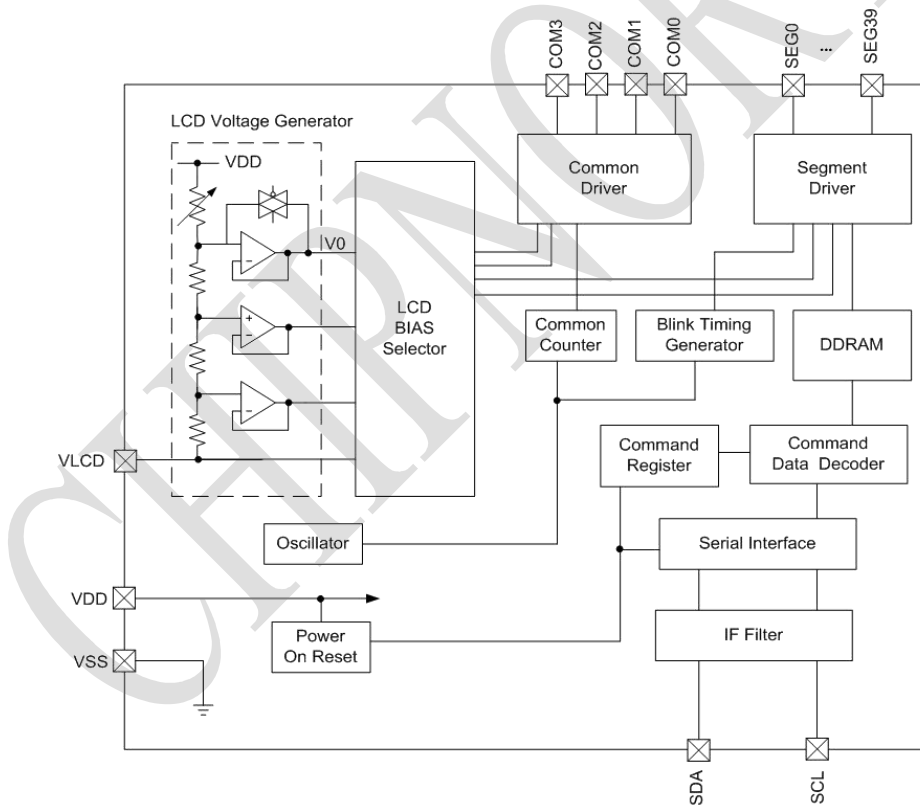 COM3
COM2
COM1
COM0
SEG0
...
SEG39
LCD Voltage Generator
VDD
V0
+
−
−
−
LCD
BIAS
Selector
Common
Driver
Segment
Driver
Common
Counter
Blink Timing
Generator
DDRAM
Command
Register
Command
Data Decoder
VLCD
Oscillator
Serial Interface
VDD
Power
On Reset
IF Filter
VSS
SDA
SCL